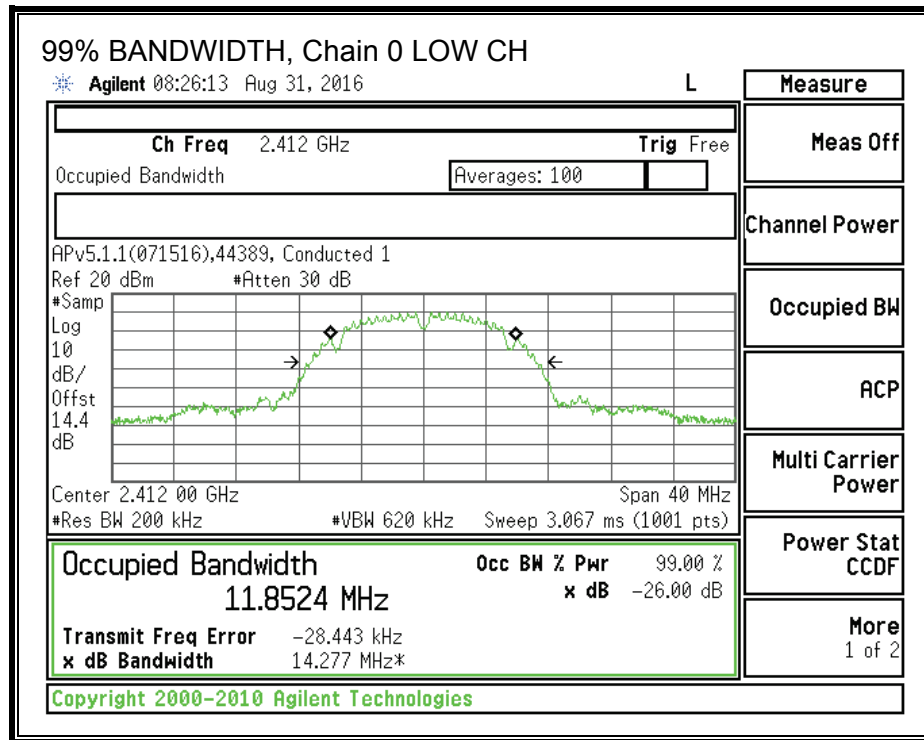 99% BANDWIDTH, Chain 0 LOW CH
Agilent 08:26:13 Aug 31, 2016 L
Ch Freq 2.412 GHz Trig Free
Occupied Bandwidth Averages: 100
APv5.1.1(071516),44389, Conducted 1
Ref 20 dBm #Atten 30 dB
#Samp
Log
10
dB/
Offst
14.4
dB
Center 2.412 00 GHz Span 40 MHz
#Res BW 200 kHz #VBW 620 kHz Sweep 3.067 ms (1001 pts)
Occupied Bandwidth Occ BW % Pwr 99.00 %
11.8524 MHz x dB -26.00 dB
Transmit Freq Error -28.443 kHz
x dB Bandwidth 14.277 MHz*
Copyright 2000-2010 Agilent Technologies
Measure
Meas Off
Channel Power
Occupied BW
ACP
Multi Carrier
Power
Power Stat
CCDF
More
1 of 2